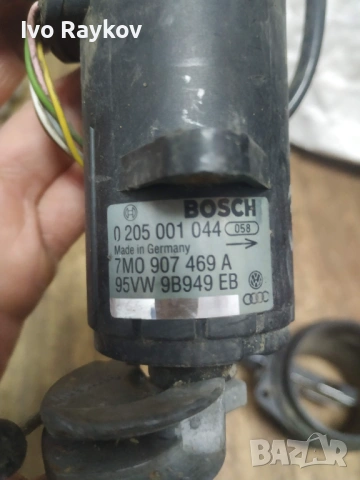 Ivo Raykov
BOSCH
0 205 001 044 058
Made in Germany
7M0 907 469 A
95VW 9B949 EB
BAZAR